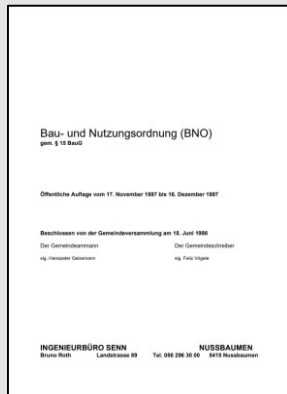 Bau- und Nutzungsordnung (BNO)
gem. § 15 BauG
Öffentliche Auflage vom 17. November 1997 bis 16. Dezember 1997
Beschlossen von der Gemeindeversammlung am 18. Juni 1998
Der Gemeindeammann Der Gemeindeschreiber
sig. Hanspeter Geissmann sig. Felix Vögele
INGENIEURBÜRO SENN NUSSBAUMEN
Bruno Roth Landstrasse 89 Tel. 056 296 30 00 5415 Nussbaumen